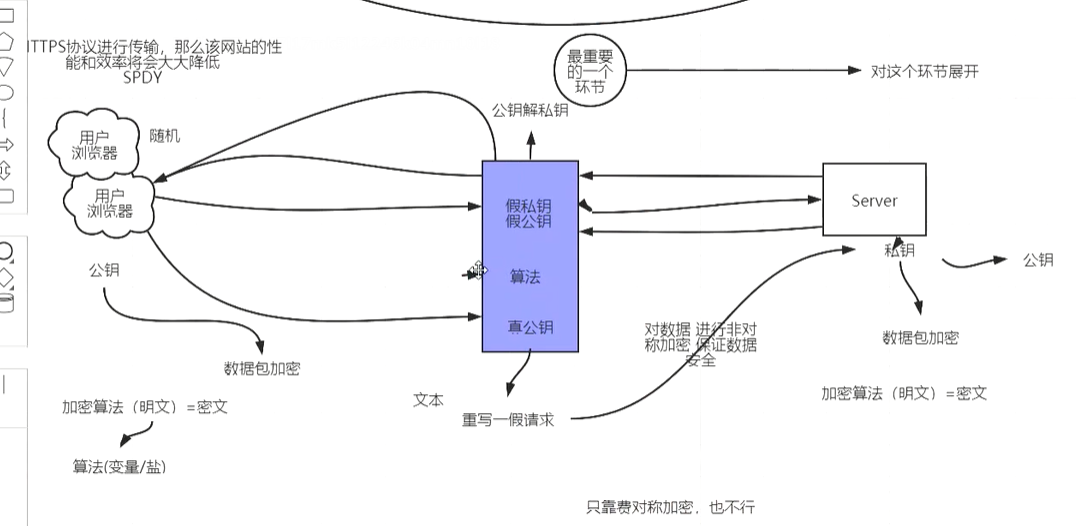 HTTPS协议进行传输，那么该网站的性
能和效率将会大大降低
SPDY
最重要
的一个
环节
对这个环节展开
公钥解私钥
用户
浏览器
随机
用户
浏览器
假私钥
假公钥
Server
私钥
公钥
公钥
算法
真公钥
对数据 进行非对
称加密 保证数据
安全
数据包加密
数据包加密
加密算法（明文）=密文
文本
重写一假请求
加密算法（明文）=密文
算法(变量/盐)
只靠费对称加密，也不行